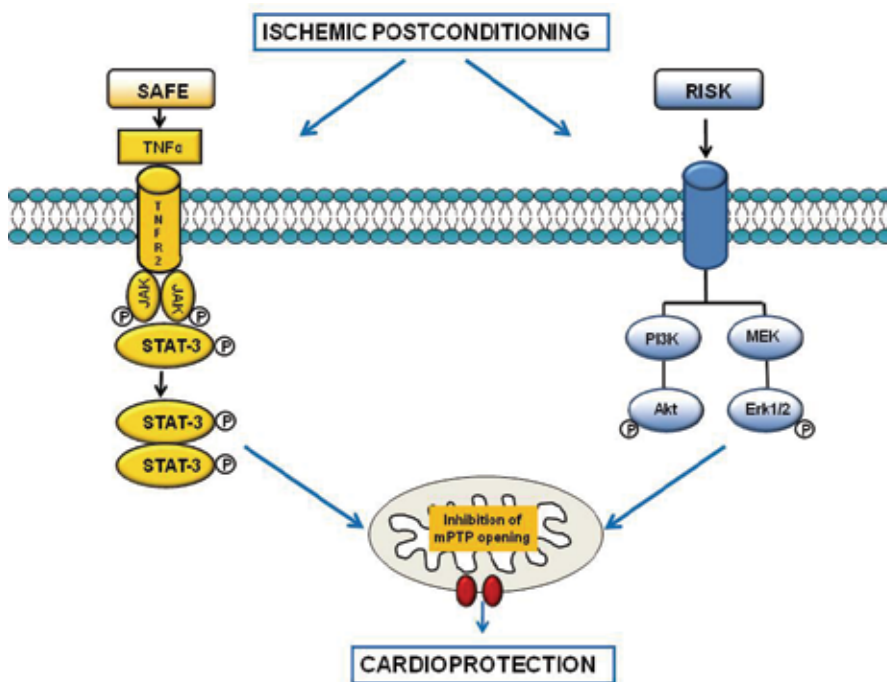 ISCHEMIC POSTCONDITIONING
SAFE
RISK
TNFα
TNFR2
JAK
JAK
P
P
STAT-3
P
PI3K
MEK
STAT-3
P
Akt
Erk1/2
P
P
STAT-3
P
Inhibition of
mPTP opening
CARDIOPROTECTION